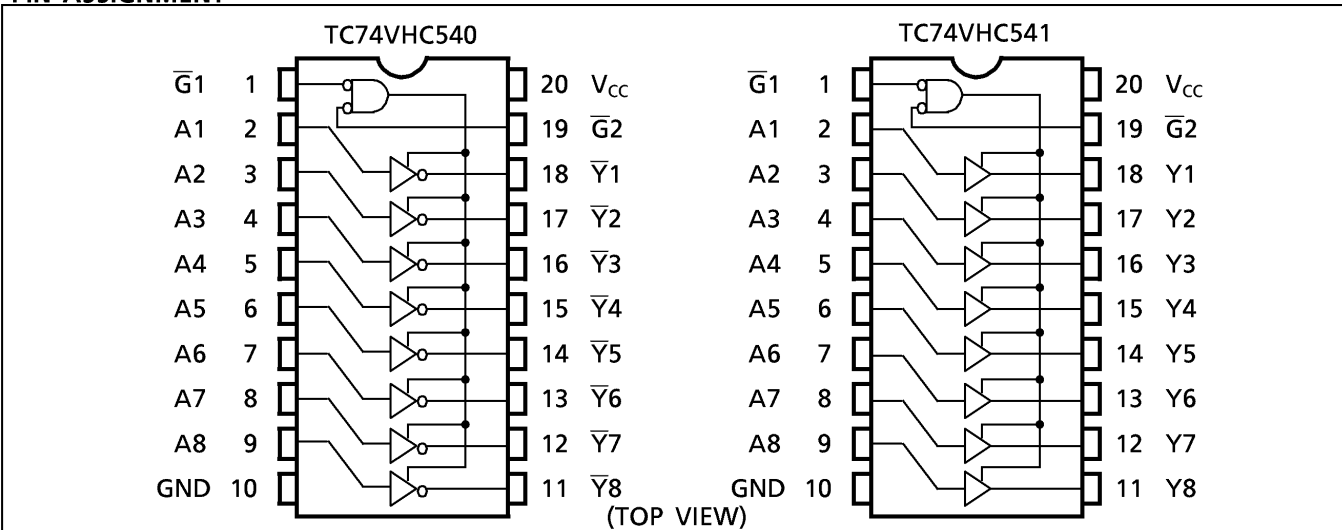 PIN ASSIGNMENT
TC74VHC540
G̅1 1 20 VCC
A1 2 19 G̅2
A2 3 18 Y̅1
A3 4 17 Y̅2
A4 5 16 Y̅3
A5 6 15 Y̅4
A6 7 14 Y̅5
A7 8 13 Y̅6
A8 9 12 Y̅7
GND 10 11 Y̅8
TC74VHC541
G̅1 1 20 VCC
A1 2 19 G̅2
A2 3 18 Y1
A3 4 17 Y2
A4 5 16 Y3
A5 6 15 Y4
A6 7 14 Y5
A7 8 13 Y6
A8 9 12 Y7
GND 10 11 Y8
(TOP VIEW)